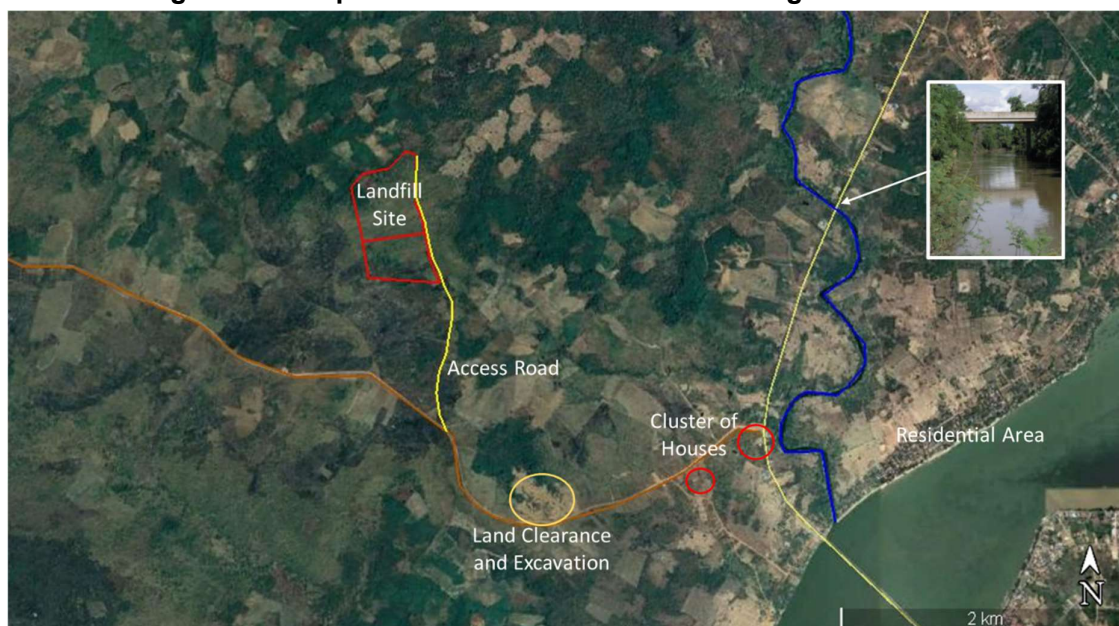 Landfill
Site
Access Road
Cluster of
Houses
Residential Area
Land Clearance
and Excavation
N
2 km